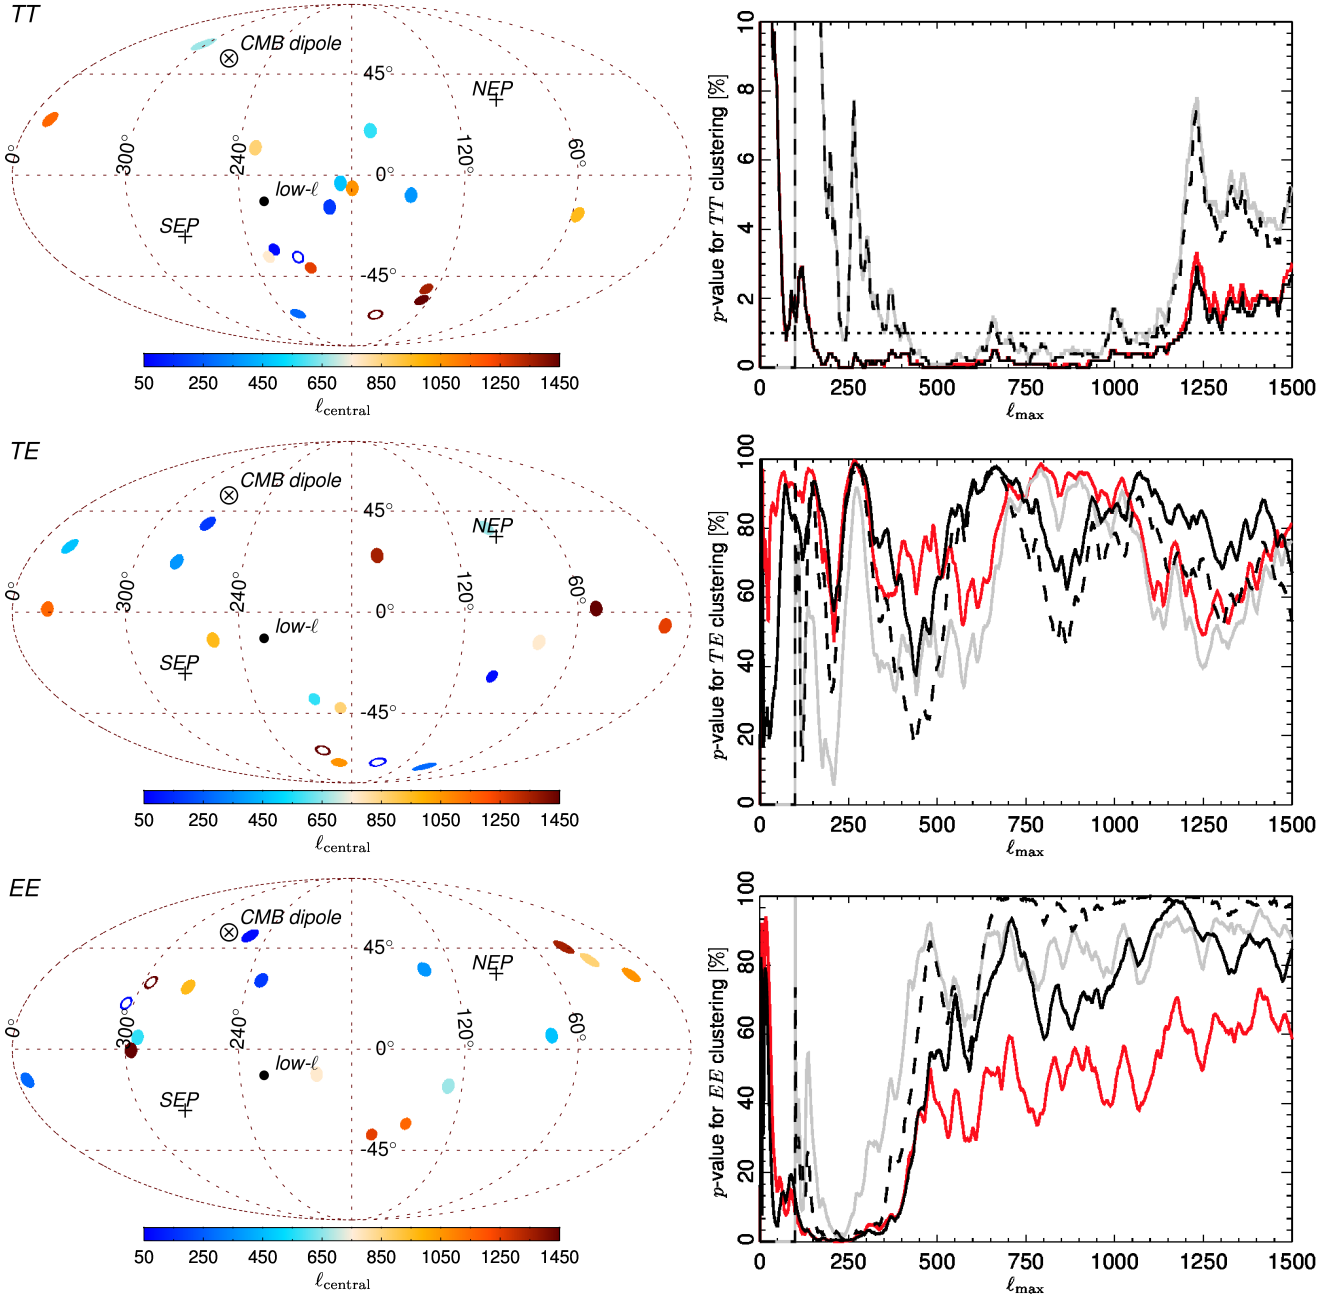 TT
CMB dipole
NEP
45°
0°
300°
240°
120°
60°
0°
low-ℓ
SEP
-45°
50 250 450 650 850 1050 1250 1450
ℓcentral
p-value for TT clustering [%]
10
8
6
4
2
0
0 250 500 750 1000 1250 1500
ℓmax
TE
CMB dipole
NEP
45°
0°
300°
240°
120°
60°
0°
low-ℓ
SEP
-45°
50 250 450 650 850 1050 1250 1450
ℓcentral
p-value for TE clustering [%]
100
80
60
40
20
0
0 250 500 750 1000 1250 1500
ℓmax
EE
CMB dipole
NEP
45°
0°
300°
240°
120°
60°
0°
low-ℓ
SEP
-45°
50 250 450 650 850 1050 1250 1450
ℓcentral
p-value for EE clustering [%]
100
80
60
40
20
0
0 250 500 750 1000 1250 1500
ℓmax